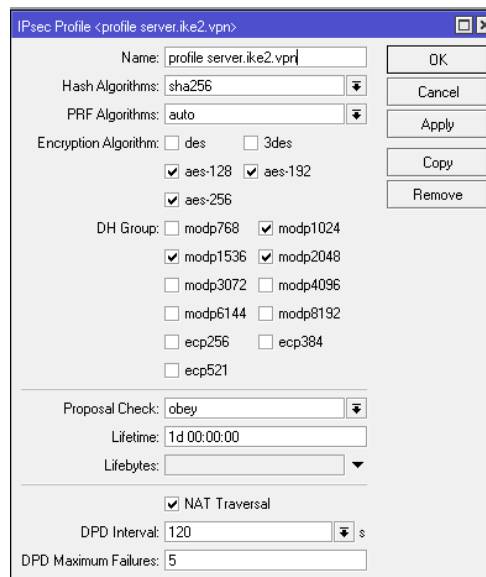 IPsec Profile <profile server.ike2.vpn>
Name: profile server.ike2.vpn
OK
Hash Algorithms: sha256
Cancel
PRF Algorithms: auto
Apply
Encryption Algorithm: des 3des
Copy
aes-128 aes-192
Remove
aes-256
DH Group: modp768 modp1024
modp1536 modp2048
modp3072 modp4096
modp6144 modp8192
ecp256 ecp384
ecp521
Proposal Check: obey
Lifetime: 1d 00:00:00
Lifebytes:
NAT Traversal
DPD Interval: 120 s
DPD Maximum Failures: 5